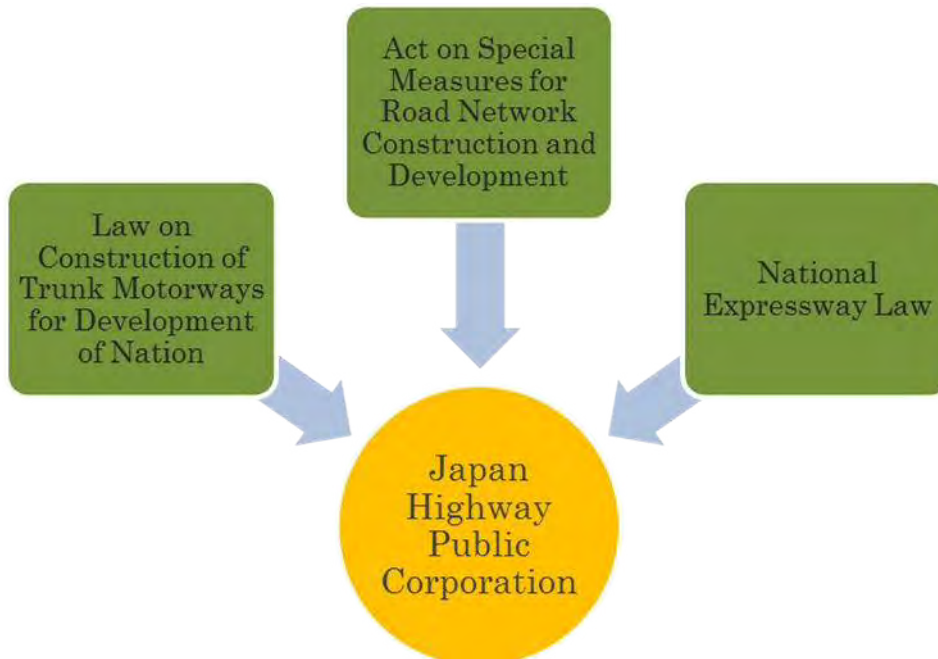 Act on Special
Measures for
Road Network
Construction and
Development
Law on
Construction of
Trunk Motorways
for Development
of Nation
National
Expressway Law
Japan
Highway
Public
Corporation